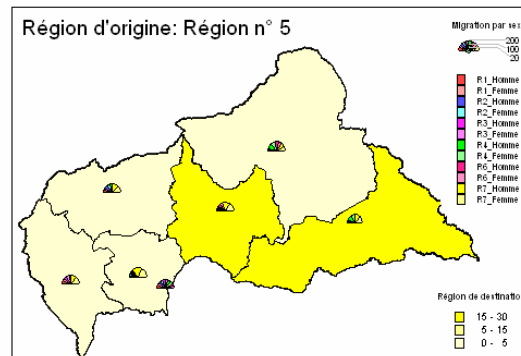 Région d'origine: Région n° 5
Migration par sex
200
100
20
R1_Homme
R1_Femme
R2_Homme
R2_Femme
R3_Homme
R3_Femme
R4_Homme
R4_Femme
R6_Homme
R6_Femme
R7_Homme
R7_Femme
Région de destinatio
15 - 30
5 - 15
0 - 5